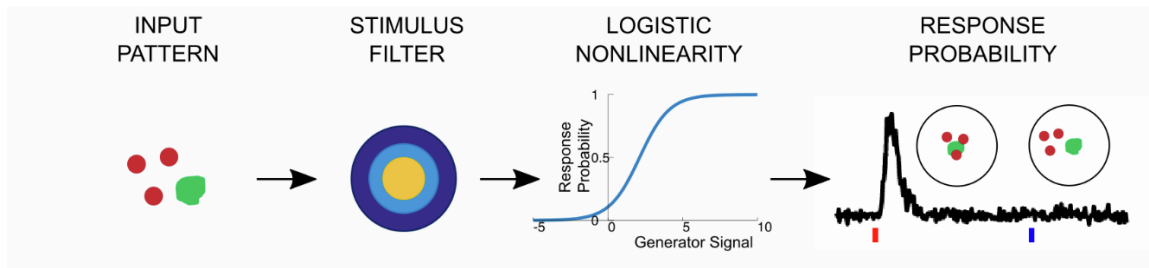 INPUT
PATTERN
STIMULUS
FILTER
LOGISTIC
NONLINEARITY
RESPONSE
PROBABILITY
Response
Probability
1
0.5
0
-5
0
5
10
Generator Signal